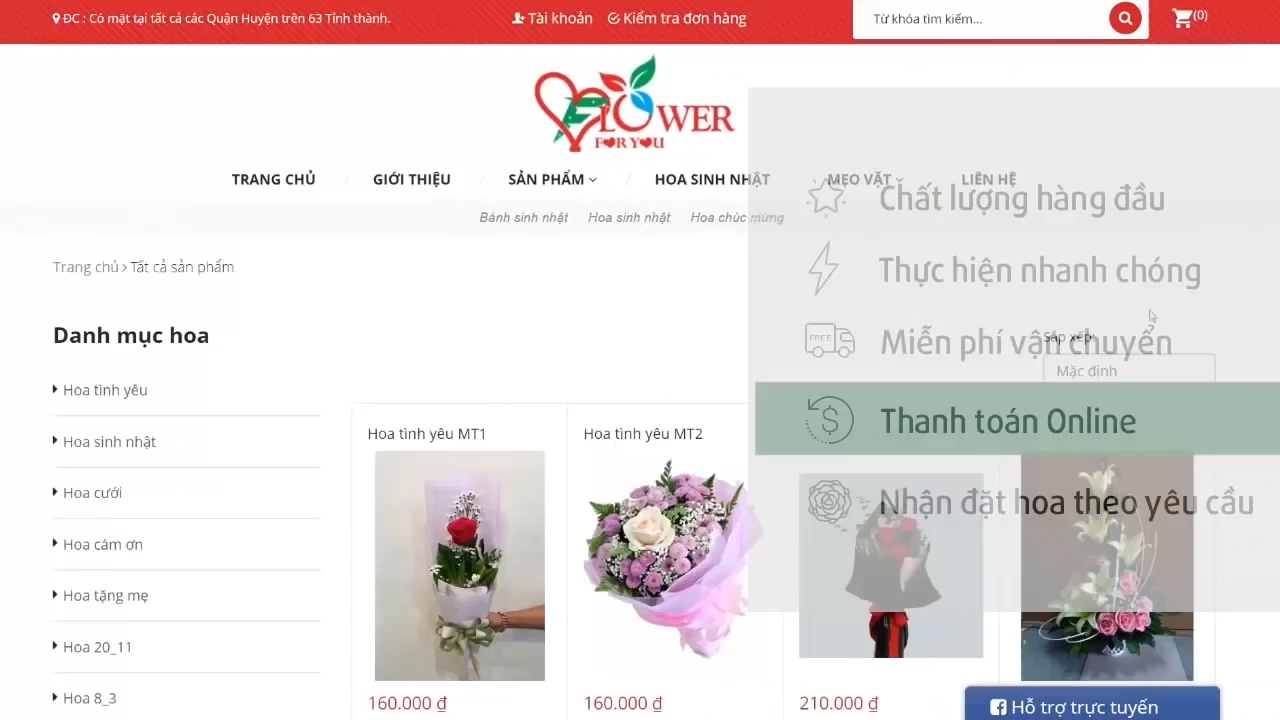 ĐC : Có mặt tại tất cả các Quận Huyện trên 63 Tỉnh thành.
Tài khoản
Kiểm tra đơn hàng
Từ khóa tìm kiếm...
(0)
FLOWER
FOR YOU
TRANG CHỦ / GIỚI THIỆU / SẢN PHẨM / HOA SINH NHẬT
MẸO VẶT
LIÊN HỆ
Bánh sinh nhật
Hoa sinh nhật
Hoa chúc mừng
Chất lượng hàng đầu
Thực hiện nhanh chóng
FREE
Miễn phí vận chuyển
Thanh toán Online
Nhận đặt hoa theo yêu cầu
Trang chủ > Tất cả sản phẩm
Sắp xếp:
Mặc định
Danh mục hoa
Hoa tình yêu
Hoa sinh nhật
Hoa cưới
Hoa cám ơn
Hoa tặng mẹ
Hoa 20_11
Hoa 8_3
Hoa tình yêu MT1
160.000 ₫
Hoa tình yêu MT2
160.000 ₫
210.000 ₫
Hỗ trợ trực tuyến